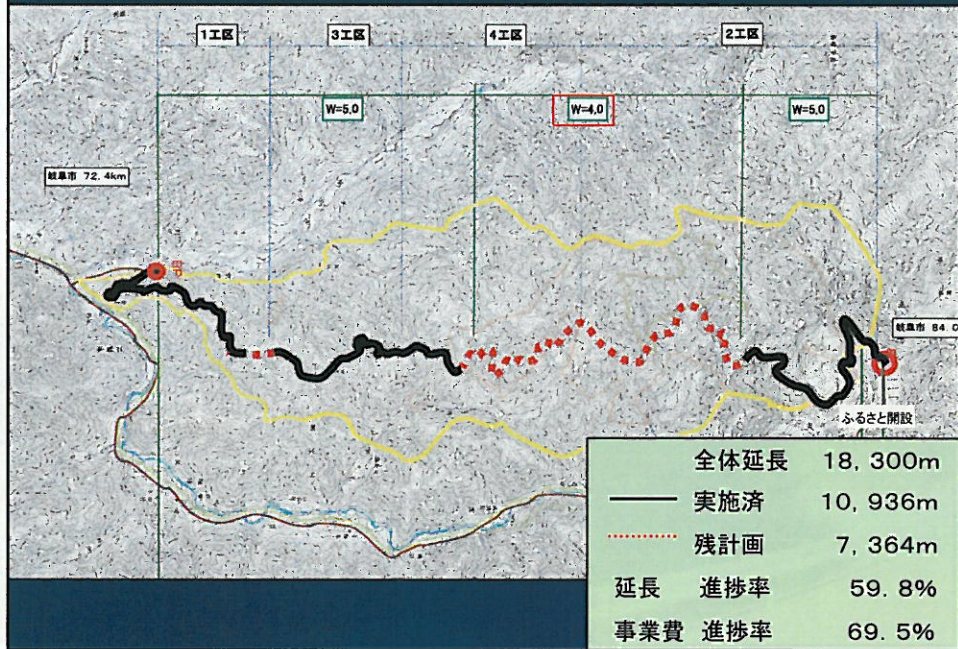 1工区
3工区
4工区
2工区
W=5.0
W=4.0
W=5.0
岐阜市 72.4km
BP
岐阜市 84.0
ふるさと開設
全体延長 18,300m
実施済 10,936m
残計画 7,364m
延長 進捗率 59.8%
事業費 進捗率 69.5%